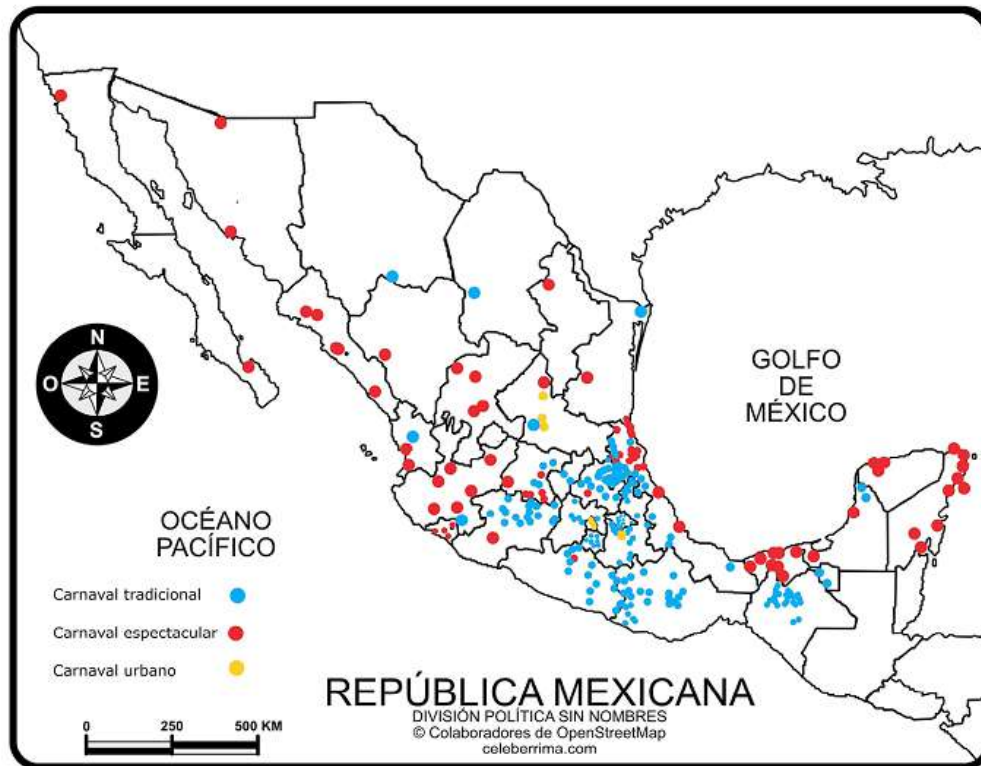 N
O
E
S
GOLFO
DE
MÉXICO
OCÉANO
PACÍFICO
Carnaval tradicional
Carnaval espectacular
Carnaval urbano
0 250 500 KM
REPÚBLICA MEXICANA
DIVISIÓN POLÍTICA SIN NOMBRES
© Colaboradores de OpenStreetMap
celeberrima.com